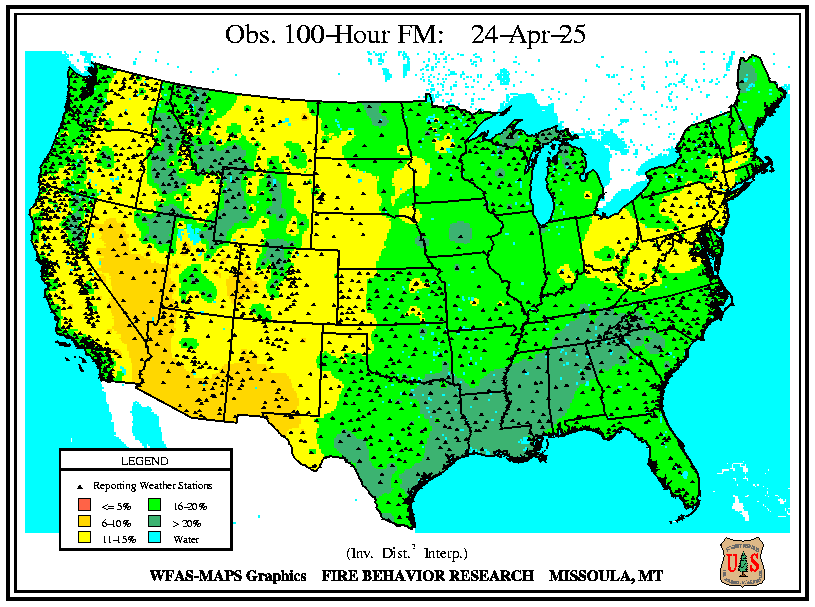 Obs. 100-Hour FM: 24-Apr-25
LEGEND
Reporting Weather Stations
<= 5%
16-20%
6-10%
> 20%
11-15%
Water
(Inv. Dist.² Interp.)
WFAS-MAPS Graphics FIRE BEHAVIOR RESEARCH MISSOULA, MT
U S